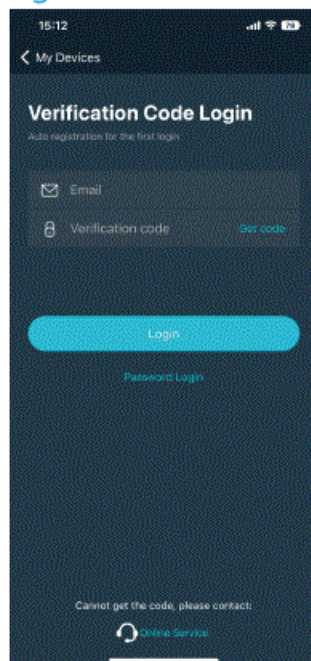 15:12
78
My Devices
Verification Code Login
Auto registration for the first login
Email
Verification code Get code
Login
Password Login
Cannot get the code, please contact:
Online Service